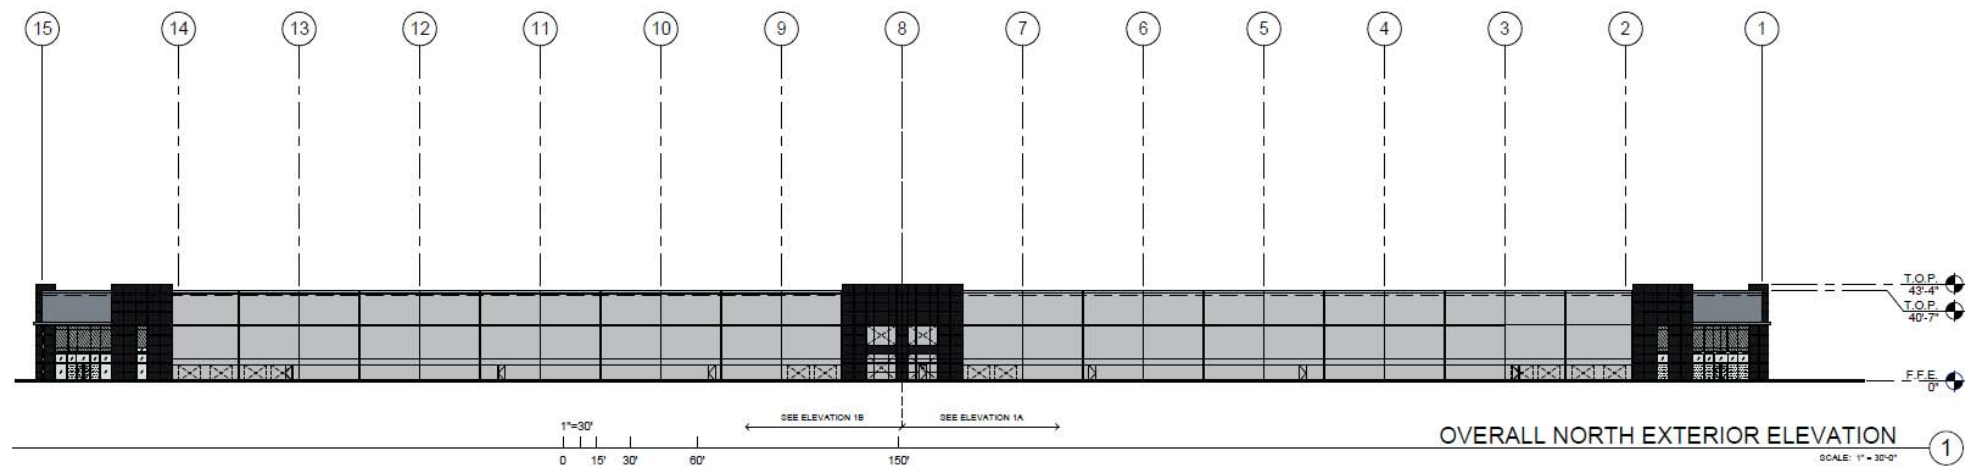 15 14 13 12 11 10 9 8 7 6 5 4 3 2 1
T.O.P.
43'-4"
T.O.P.
40'-7"
F.F.E.
0"
SEE ELEVATION 1B SEE ELEVATION 1A
1"=30'
0 15' 30' 60' 150'
OVERALL NORTH EXTERIOR ELEVATION
SCALE: 1" = 30'-0"
1